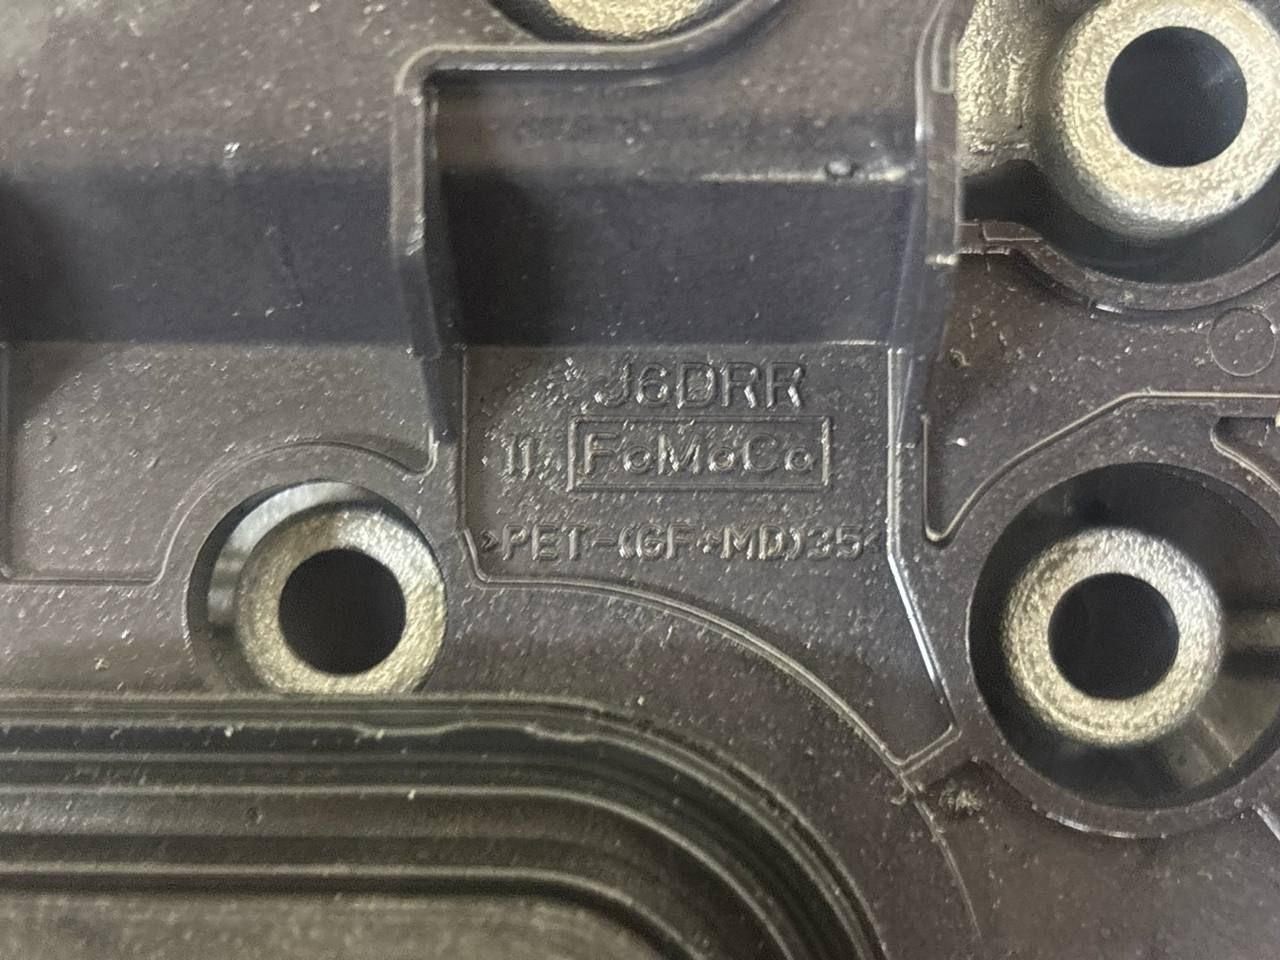 J6DRR
11 FoMoCo
>PET-(GF+MD)35<